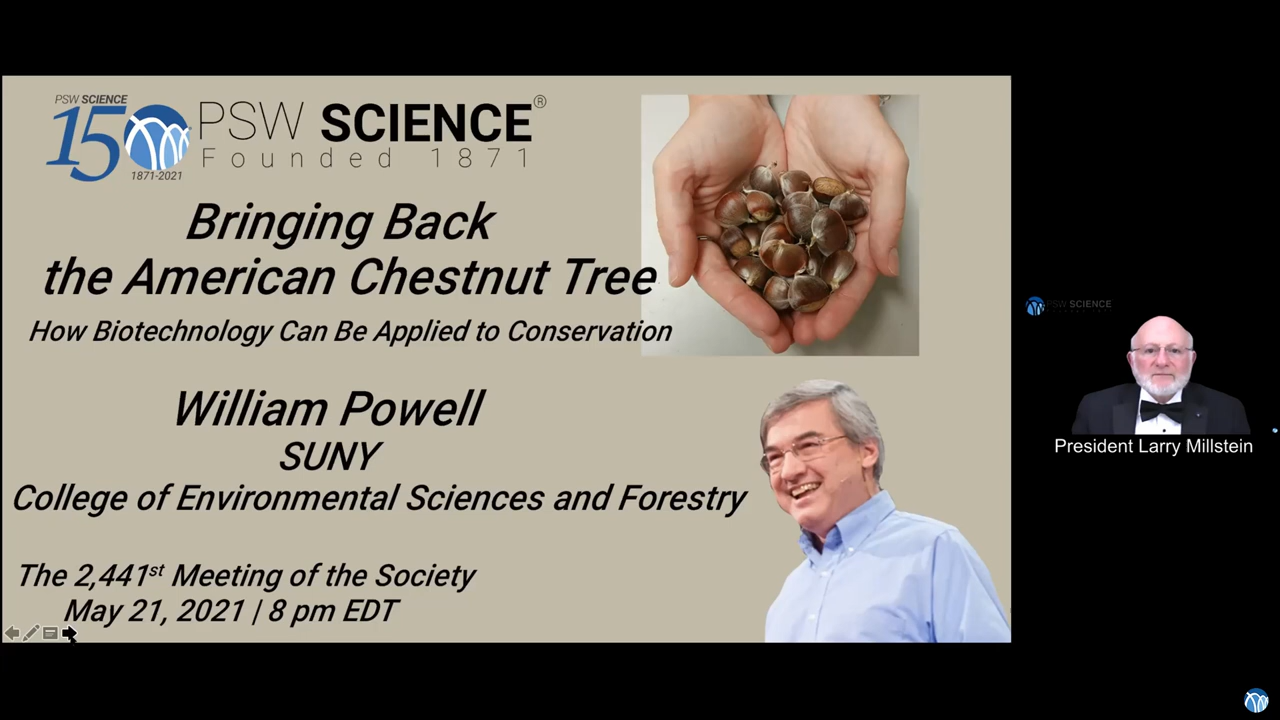 PSW SCIENCE
150
1871-2021
PSW SCIENCE®
Founded 1871
Bringing Back
the American Chestnut Tree
How Biotechnology Can Be Applied to Conservation
William Powell
SUNY
College of Environmental Sciences and Forestry
The 2,441st Meeting of the Society
May 21, 2021 | 8 pm EDT
PSW SCIENCE
President Larry Millstein